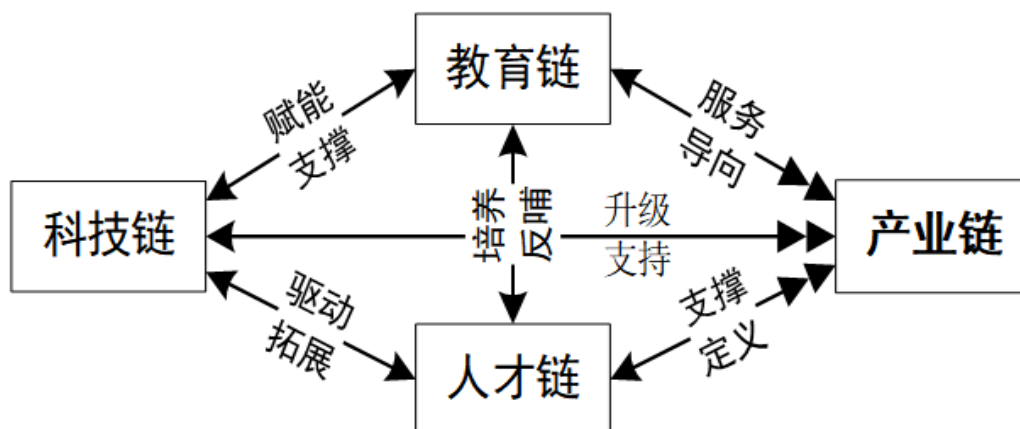 教育链
赋能
支撑
服务
导向
科技链
培养
反哺
升级
支持
产业链
驱动
拓展
支撑
定义
人才链